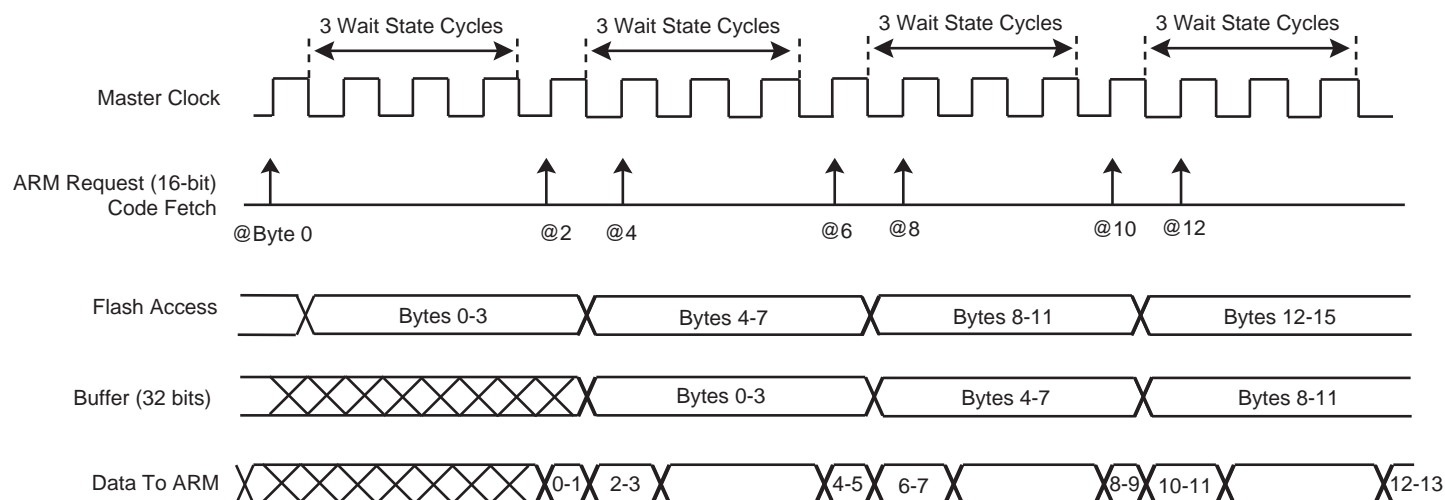 3 Wait State Cycles 3 Wait State Cycles 3 Wait State Cycles 3 Wait State Cycles
Master Clock
ARM Request (16-bit)
Code Fetch
@Byte 0 @2 @4 @6 @8 @10 @12
Flash Access Bytes 0-3 Bytes 4-7 Bytes 8-11 Bytes 12-15
Buffer (32 bits) Bytes 0-3 Bytes 4-7 Bytes 8-11
Data To ARM 0-1 2-3 4-5 6-7 8-9 10-11 12-13